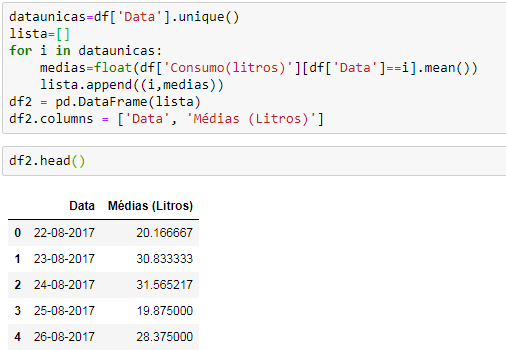 dataunicas=df['Data'].unique()
lista=[]
for i in dataunicas:
    medias=float(df['Consumo(litros)'][df['Data']==i].mean())
    lista.append((i,medias))
df2 = pd.DataFrame(lista)
df2.columns = ['Data', 'Médias (Litros)']
df2.head()
Data Médias (Litros)
0 22-08-2017 20.166667
1 23-08-2017 30.833333
2 24-08-2017 31.565217
3 25-08-2017 19.875000
4 26-08-2017 28.375000